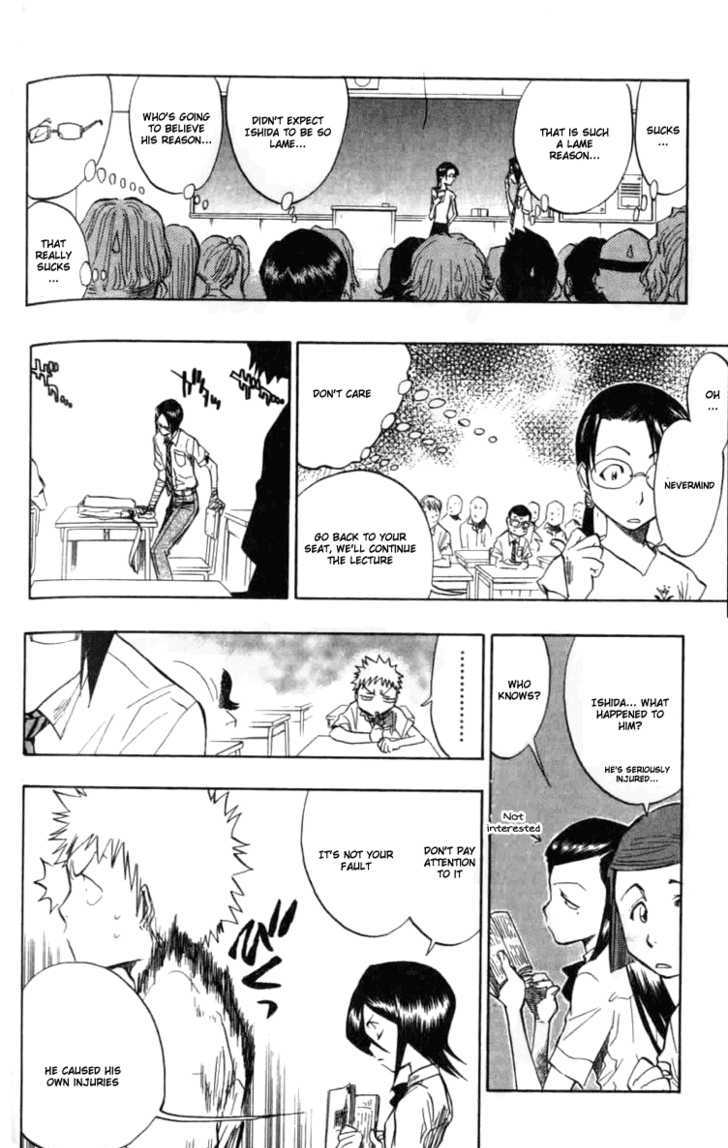 SUCKS
...
THAT IS SUCH
A LAME
REASON...
DIDN'T EXPECT
ISHIDA TO BE SO
LAME...
WHO'S GOING
TO BELIEVE
HIS REASON...
THAT
REALLY
SUCKS
...
OH
...
NEVERMIND
DON'T CARE
GO BACK TO YOUR
SEAT, WE'LL CONTINUE
THE LECTURE
ISHIDA... WHAT
HAPPENED TO
HIM?
HE'S SERIOUSLY
INJURED...
WHO
KNOWS?
Not
interested
.........
DON'T PAY
ATTENTION
TO IT
IT'S NOT YOUR
FAULT
HE CAUSED HIS
OWN INJURIES